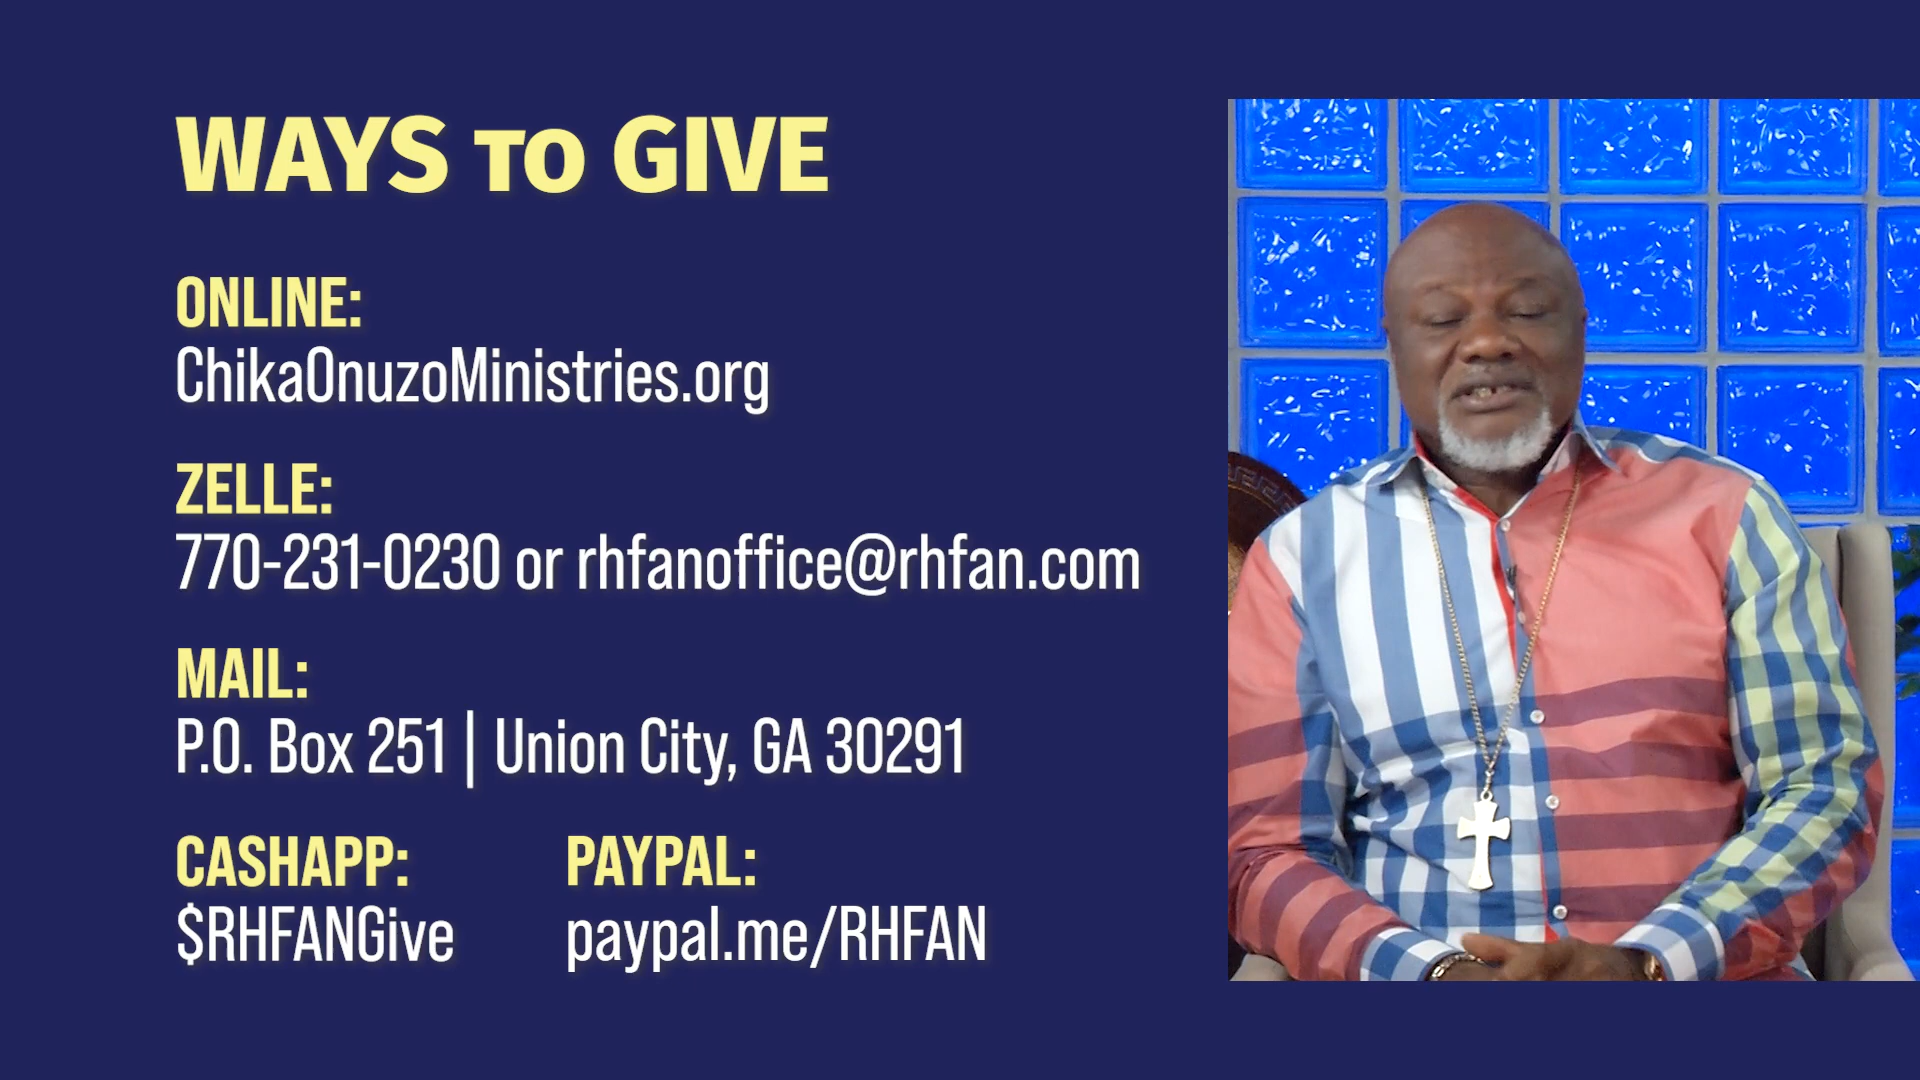 WAYS TO GIVE
ONLINE:
ChikaOnuzoMinistries.org
ZELLE:
770-231-0230 or rhfanoffice@rhfan.com
MAIL:
P.O. Box 251 | Union City, GA 30291
CASHAPP:
$RHFANGive
PAYPAL:
paypal.me/RHFAN